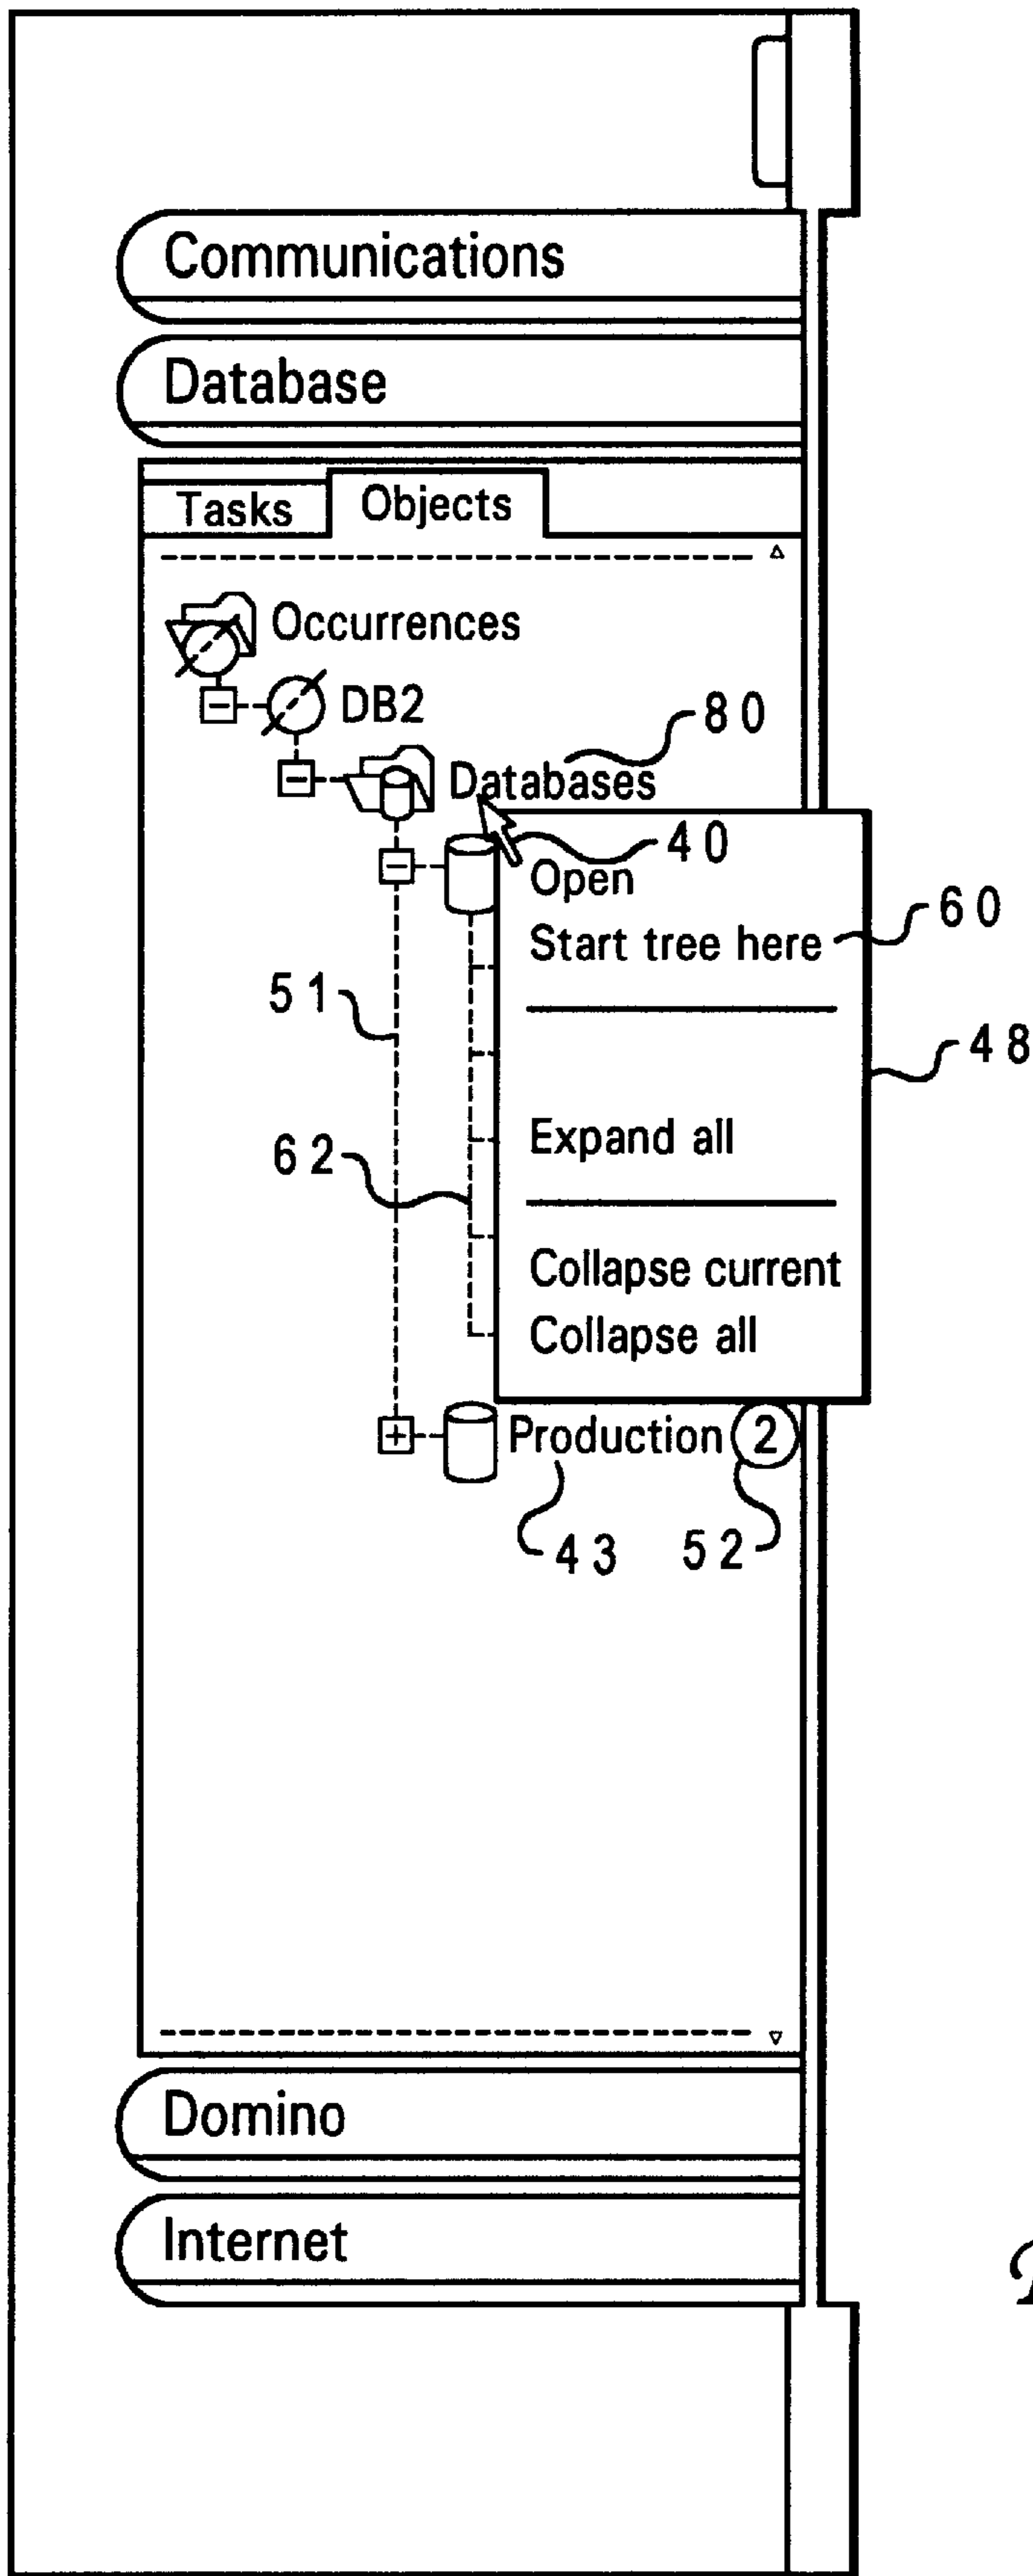 Communications
Database
Tasks Objects
Occurrences
DB2
80
Databases
40
Open
60
Start tree here
51
48
Expand all
62
Collapse current
Collapse all
Production 2
43 52
Domino
Internet